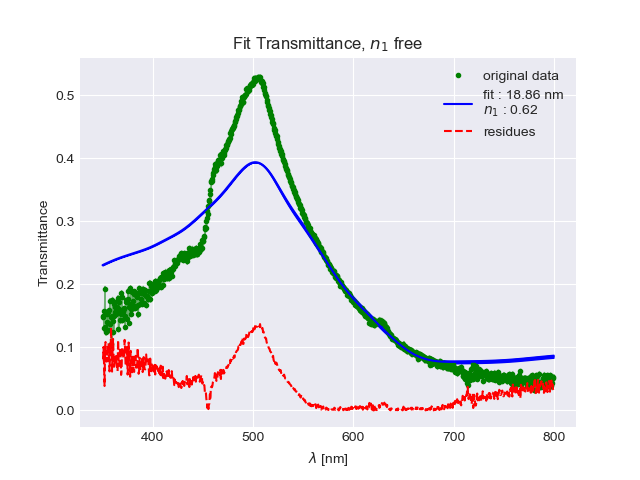 Fit Transmittance, n₁ free
original data
fit : 18.86 nm
n₁ : 0.62
residues
Transmittance
0.5
0.4
0.3
0.2
0.1
0.0
400 500 600 700 800
λ [nm]